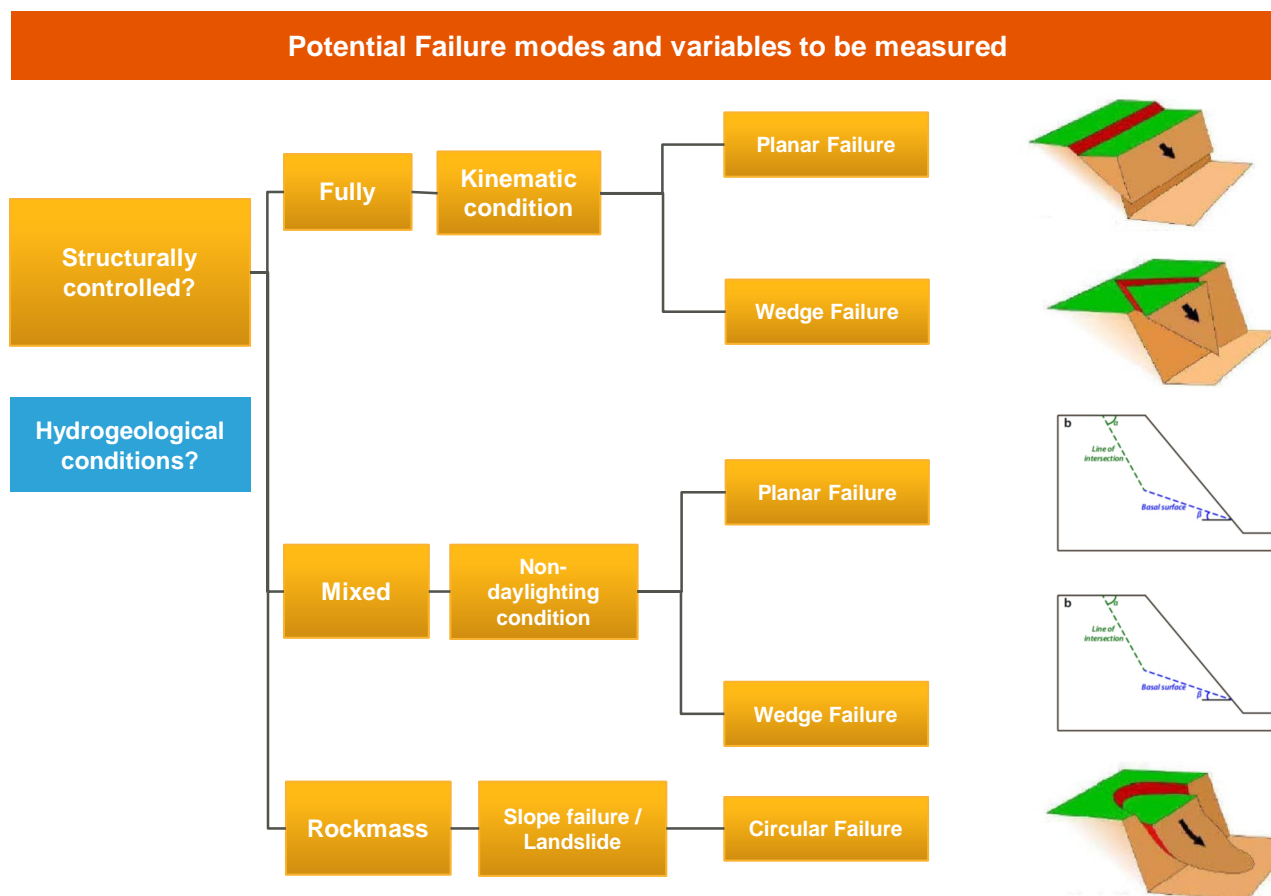 Potential Failure modes and variables to be measured
Structurally
controlled?
Hydrogeological
conditions?
Fully
Kinematic
condition
Planar Failure
Wedge Failure
Mixed
Non-
daylighting
condition
Planar Failure
Wedge Failure
Rockmass
Slope failure /
Landslide
Circular Failure
b
α
Line of
intersection
Basal surface
β
b
α
Line of
intersection
Basal surface
β